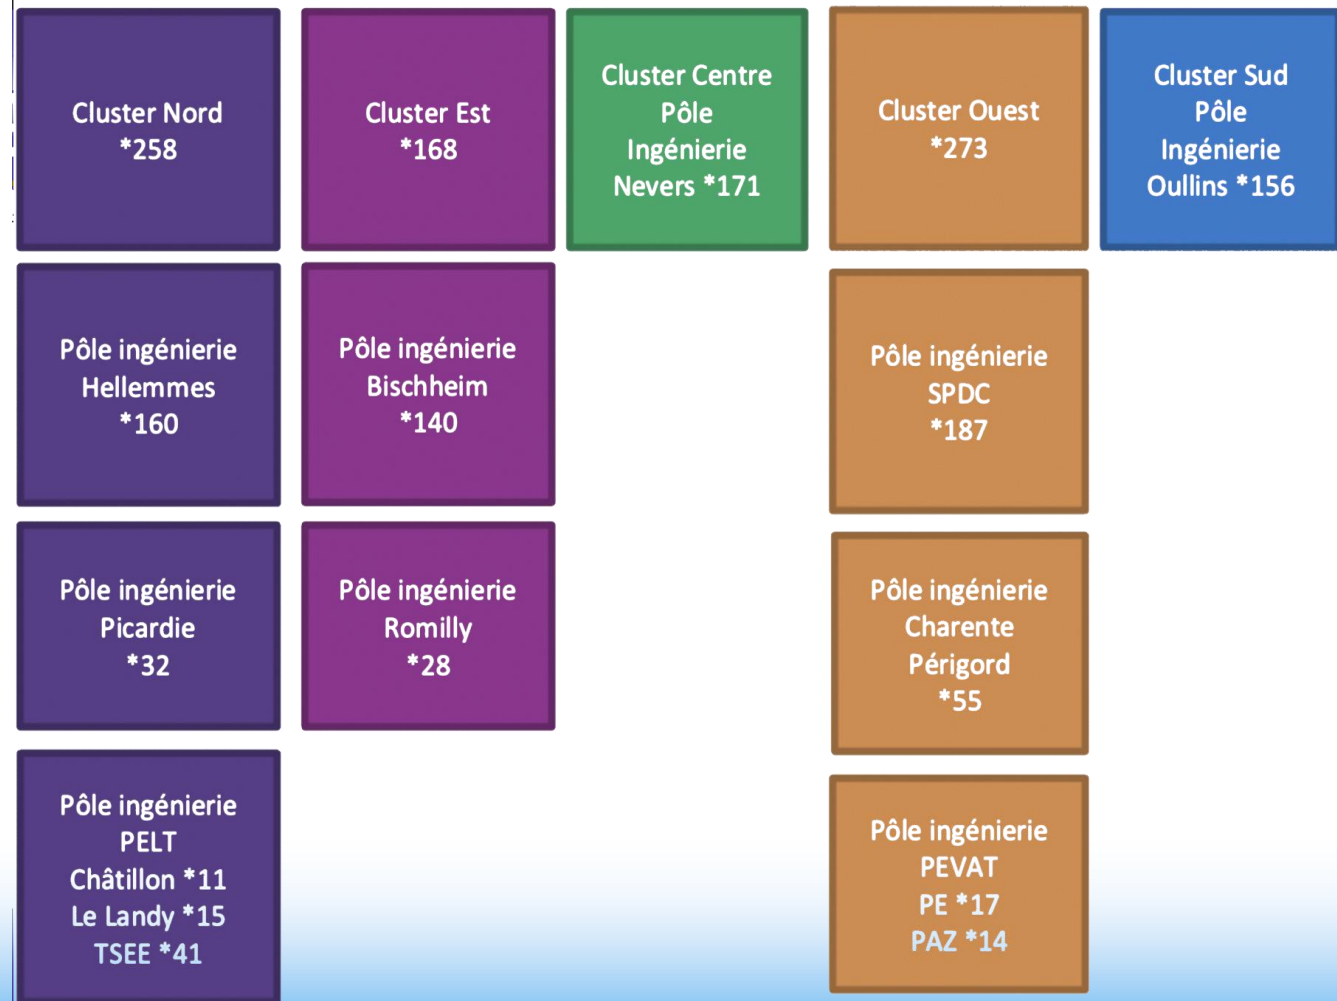 Cluster Nord
*258
Cluster Est
*168
Cluster Centre
Pôle
Ingénierie
Nevers *171
Cluster Ouest
*273
Cluster Sud
Pôle
Ingénierie
Oullins *156
Pôle ingénierie
Hellemmes
*160
Pôle ingénierie
Bischheim
*140
Pôle ingénierie
SPDC
*187
Pôle ingénierie
Picardie
*32
Pôle ingénierie
Romilly
*28
Pôle ingénierie
Charente
Périgord
*55
Pôle ingénierie
PELT
Châtillon *11
Le Landy *15
TSEE *41
Pôle ingénierie
PEVAT
PE *17
PAZ *14